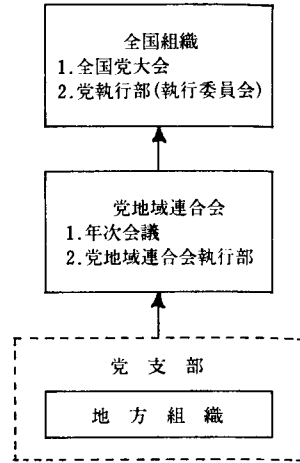 全国組織
1.全国党大会
2.党執行部(執行委員会)
党地域連合会
1.年次会議
2.党地域連合会執行部
党支部
地方組織